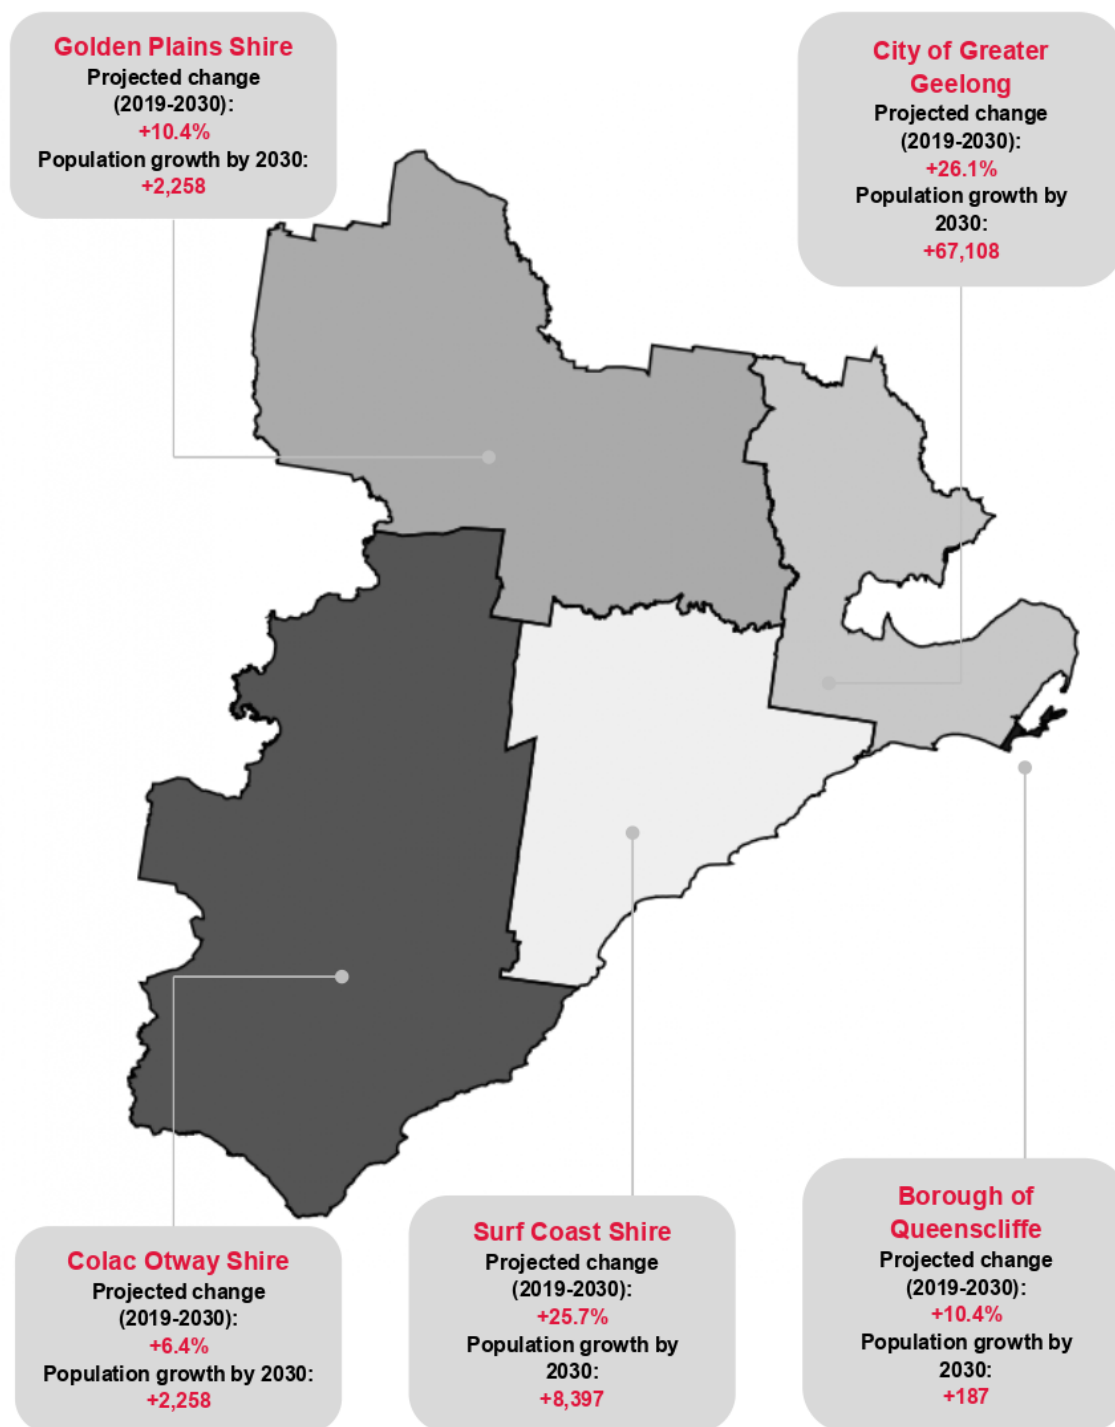 Golden Plains Shire
Projected change
(2019-2030):
+10.4%
Population growth by 2030:
+2,258
City of Greater
Geelong
Projected change
(2019-2030):
+26.1%
Population growth by
2030:
+67,108
Colac Otway Shire
Projected change
(2019-2030):
+6.4%
Population growth by 2030:
+2,258
Surf Coast Shire
Projected change
(2019-2030):
+25.7%
Population growth by
2030:
+8,397
Borough of
Queenscliffe
Projected change
(2019-2030):
+10.4%
Population growth by
2030:
+187